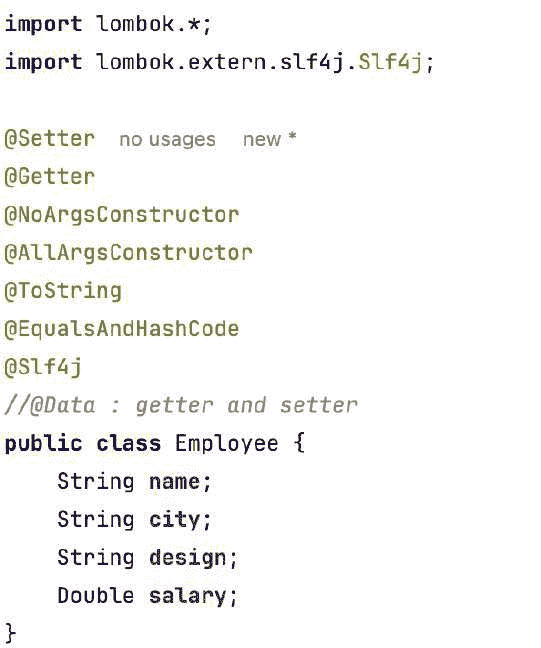 import lombok.*;
import lombok.extern.slf4j.Slf4j;
@Setter no usages new *
@Getter
@NoArgsConstructor
@AllArgsConstructor
@ToString
@EqualsAndHashCode
@Slf4j
//@Data : getter and setter
public class Employee {
    String name;
    String city;
    String design;
    Double salary;
}